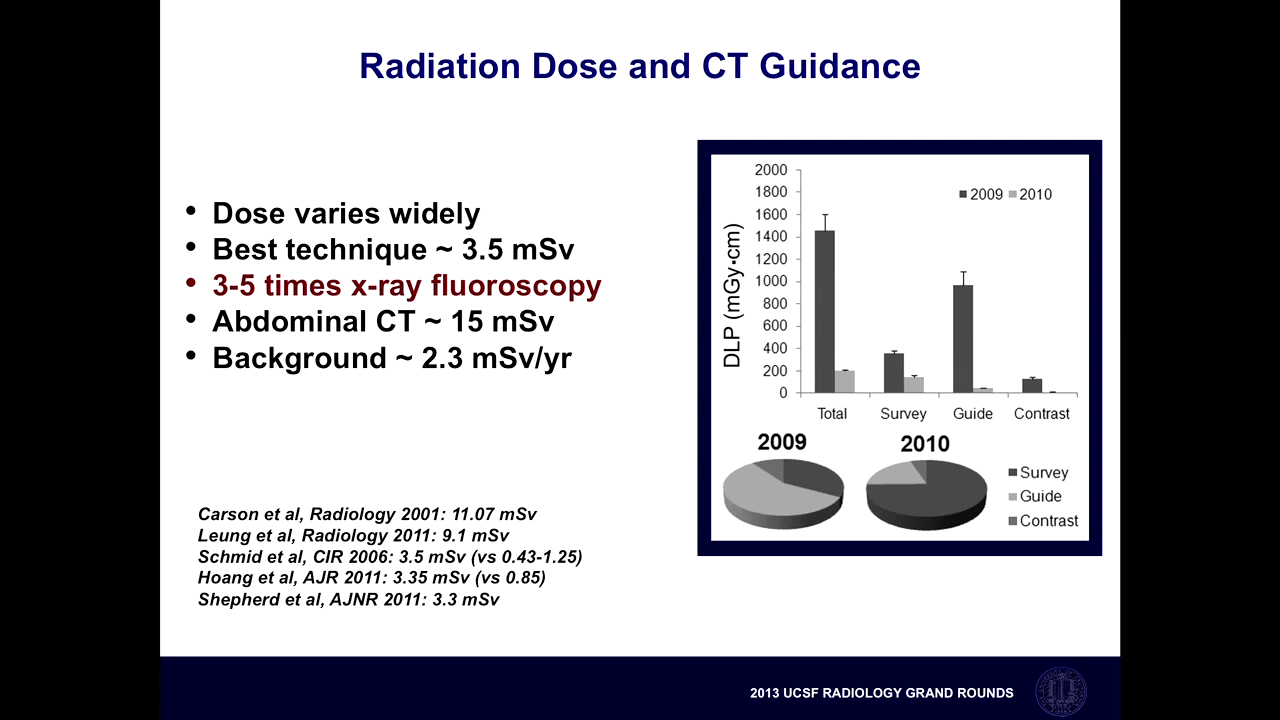 Radiation Dose and CT Guidance
• Dose varies widely
• Best technique ~ 3.5 mSv
• 3-5 times x-ray fluoroscopy
• Abdominal CT ~ 15 mSv
• Background ~ 2.3 mSv/yr
Carson et al, Radiology 2001: 11.07 mSv
Leung et al, Radiology 2011: 9.1 mSv
Schmid et al, CIR 2006: 3.5 mSv (vs 0.43-1.25)
Hoang et al, AJR 2011: 3.35 mSv (vs 0.85)
Shepherd et al, AJNR 2011: 3.3 mSv
DLP (mGy·cm)
2000
1800
1600
1400
1200
1000
800
600
400
200
0
2009 2010
Total Survey Guide Contrast
2009 2010
Survey
Guide
Contrast
2013 UCSF RADIOLOGY GRAND ROUNDS